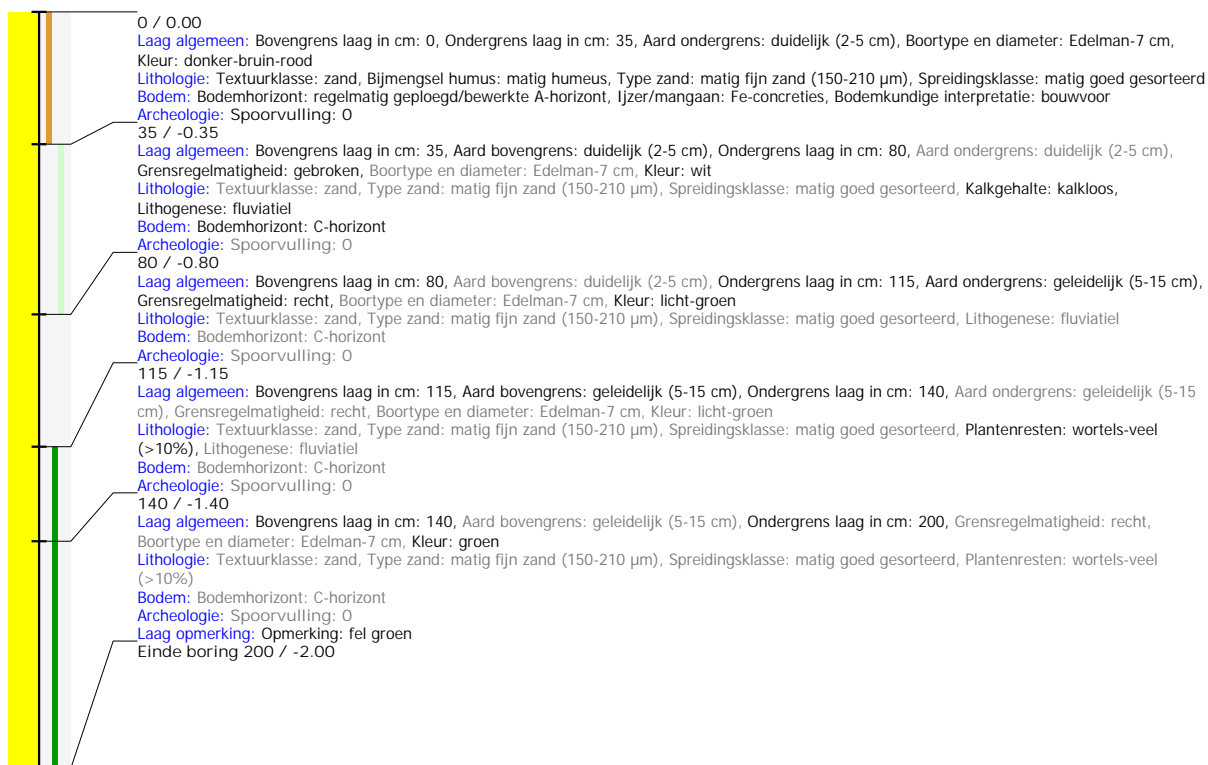 0 / 0.00
Laag algemeen: Bovengrens laag in cm: 0, Ondergrens laag in cm: 35, Aard ondergrens: duidelijk (2-5 cm), Boortype en diameter: Edelman-7 cm,
Kleur: donker-bruin-rood
Lithologie: Textuurklasse: zand, Bijmengsel humus: matig humeus, Type zand: matig fijn zand (150-210 µm), Spreidingsklasse: matig goed gesorteerd
Bodem: Bodemhorizont: regelmatig geploegd/bewerkte A-horizont, Ijzer/mangaan: Fe-concreties, Bodemkundige interpretatie: bouwvoor
Archeologie: Spoorvulling: 0
35 / -0.35
Laag algemeen: Bovengrens laag in cm: 35, Aard bovengrens: duidelijk (2-5 cm), Ondergrens laag in cm: 80, Aard ondergrens: duidelijk (2-5 cm),
Grensregelmatigheid: gebroken, Boortype en diameter: Edelman-7 cm, Kleur: wit
Lithologie: Textuurklasse: zand, Type zand: matig fijn zand (150-210 µm), Spreidingsklasse: matig goed gesorteerd, Kalkgehalte: kalkloos,
Lithogenese: fluviatiel
Bodem: Bodemhorizont: C-horizont
Archeologie: Spoorvulling: 0
80 / -0.80
Laag algemeen: Bovengrens laag in cm: 80, Aard bovengrens: duidelijk (2-5 cm), Ondergrens laag in cm: 115, Aard ondergrens: geleidelijk (5-15 cm),
Grensregelmatigheid: recht, Boortype en diameter: Edelman-7 cm, Kleur: licht-groen
Lithologie: Textuurklasse: zand, Type zand: matig fijn zand (150-210 µm), Spreidingsklasse: matig goed gesorteerd, Lithogenese: fluviatiel
Bodem: Bodemhorizont: C-horizont
Archeologie: Spoorvulling: 0
115 / -1.15
Laag algemeen: Bovengrens laag in cm: 115, Aard bovengrens: geleidelijk (5-15 cm), Ondergrens laag in cm: 140, Aard ondergrens: geleidelijk (5-15
cm), Grensregelmatigheid: recht, Boortype en diameter: Edelman-7 cm, Kleur: licht-groen
Lithologie: Textuurklasse: zand, Type zand: matig fijn zand (150-210 µm), Spreidingsklasse: matig goed gesorteerd, Plantenresten: wortels-veel
(>10%), Lithogenese: fluviatiel
Bodem: Bodemhorizont: C-horizont
Archeologie: Spoorvulling: 0
140 / -1.40
Laag algemeen: Bovengrens laag in cm: 140, Aard bovengrens: geleidelijk (5-15 cm), Ondergrens laag in cm: 200, Grensregelmatigheid: recht,
Boortype en diameter: Edelman-7 cm, Kleur: groen
Lithologie: Textuurklasse: zand, Type zand: matig fijn zand (150-210 µm), Spreidingsklasse: matig goed gesorteerd, Plantenresten: wortels-veel
(>10%)
Bodem: Bodemhorizont: C-horizont
Archeologie: Spoorvulling: 0
Laag opmerking: Opmerking: fel groen
Einde boring 200 / -2.00